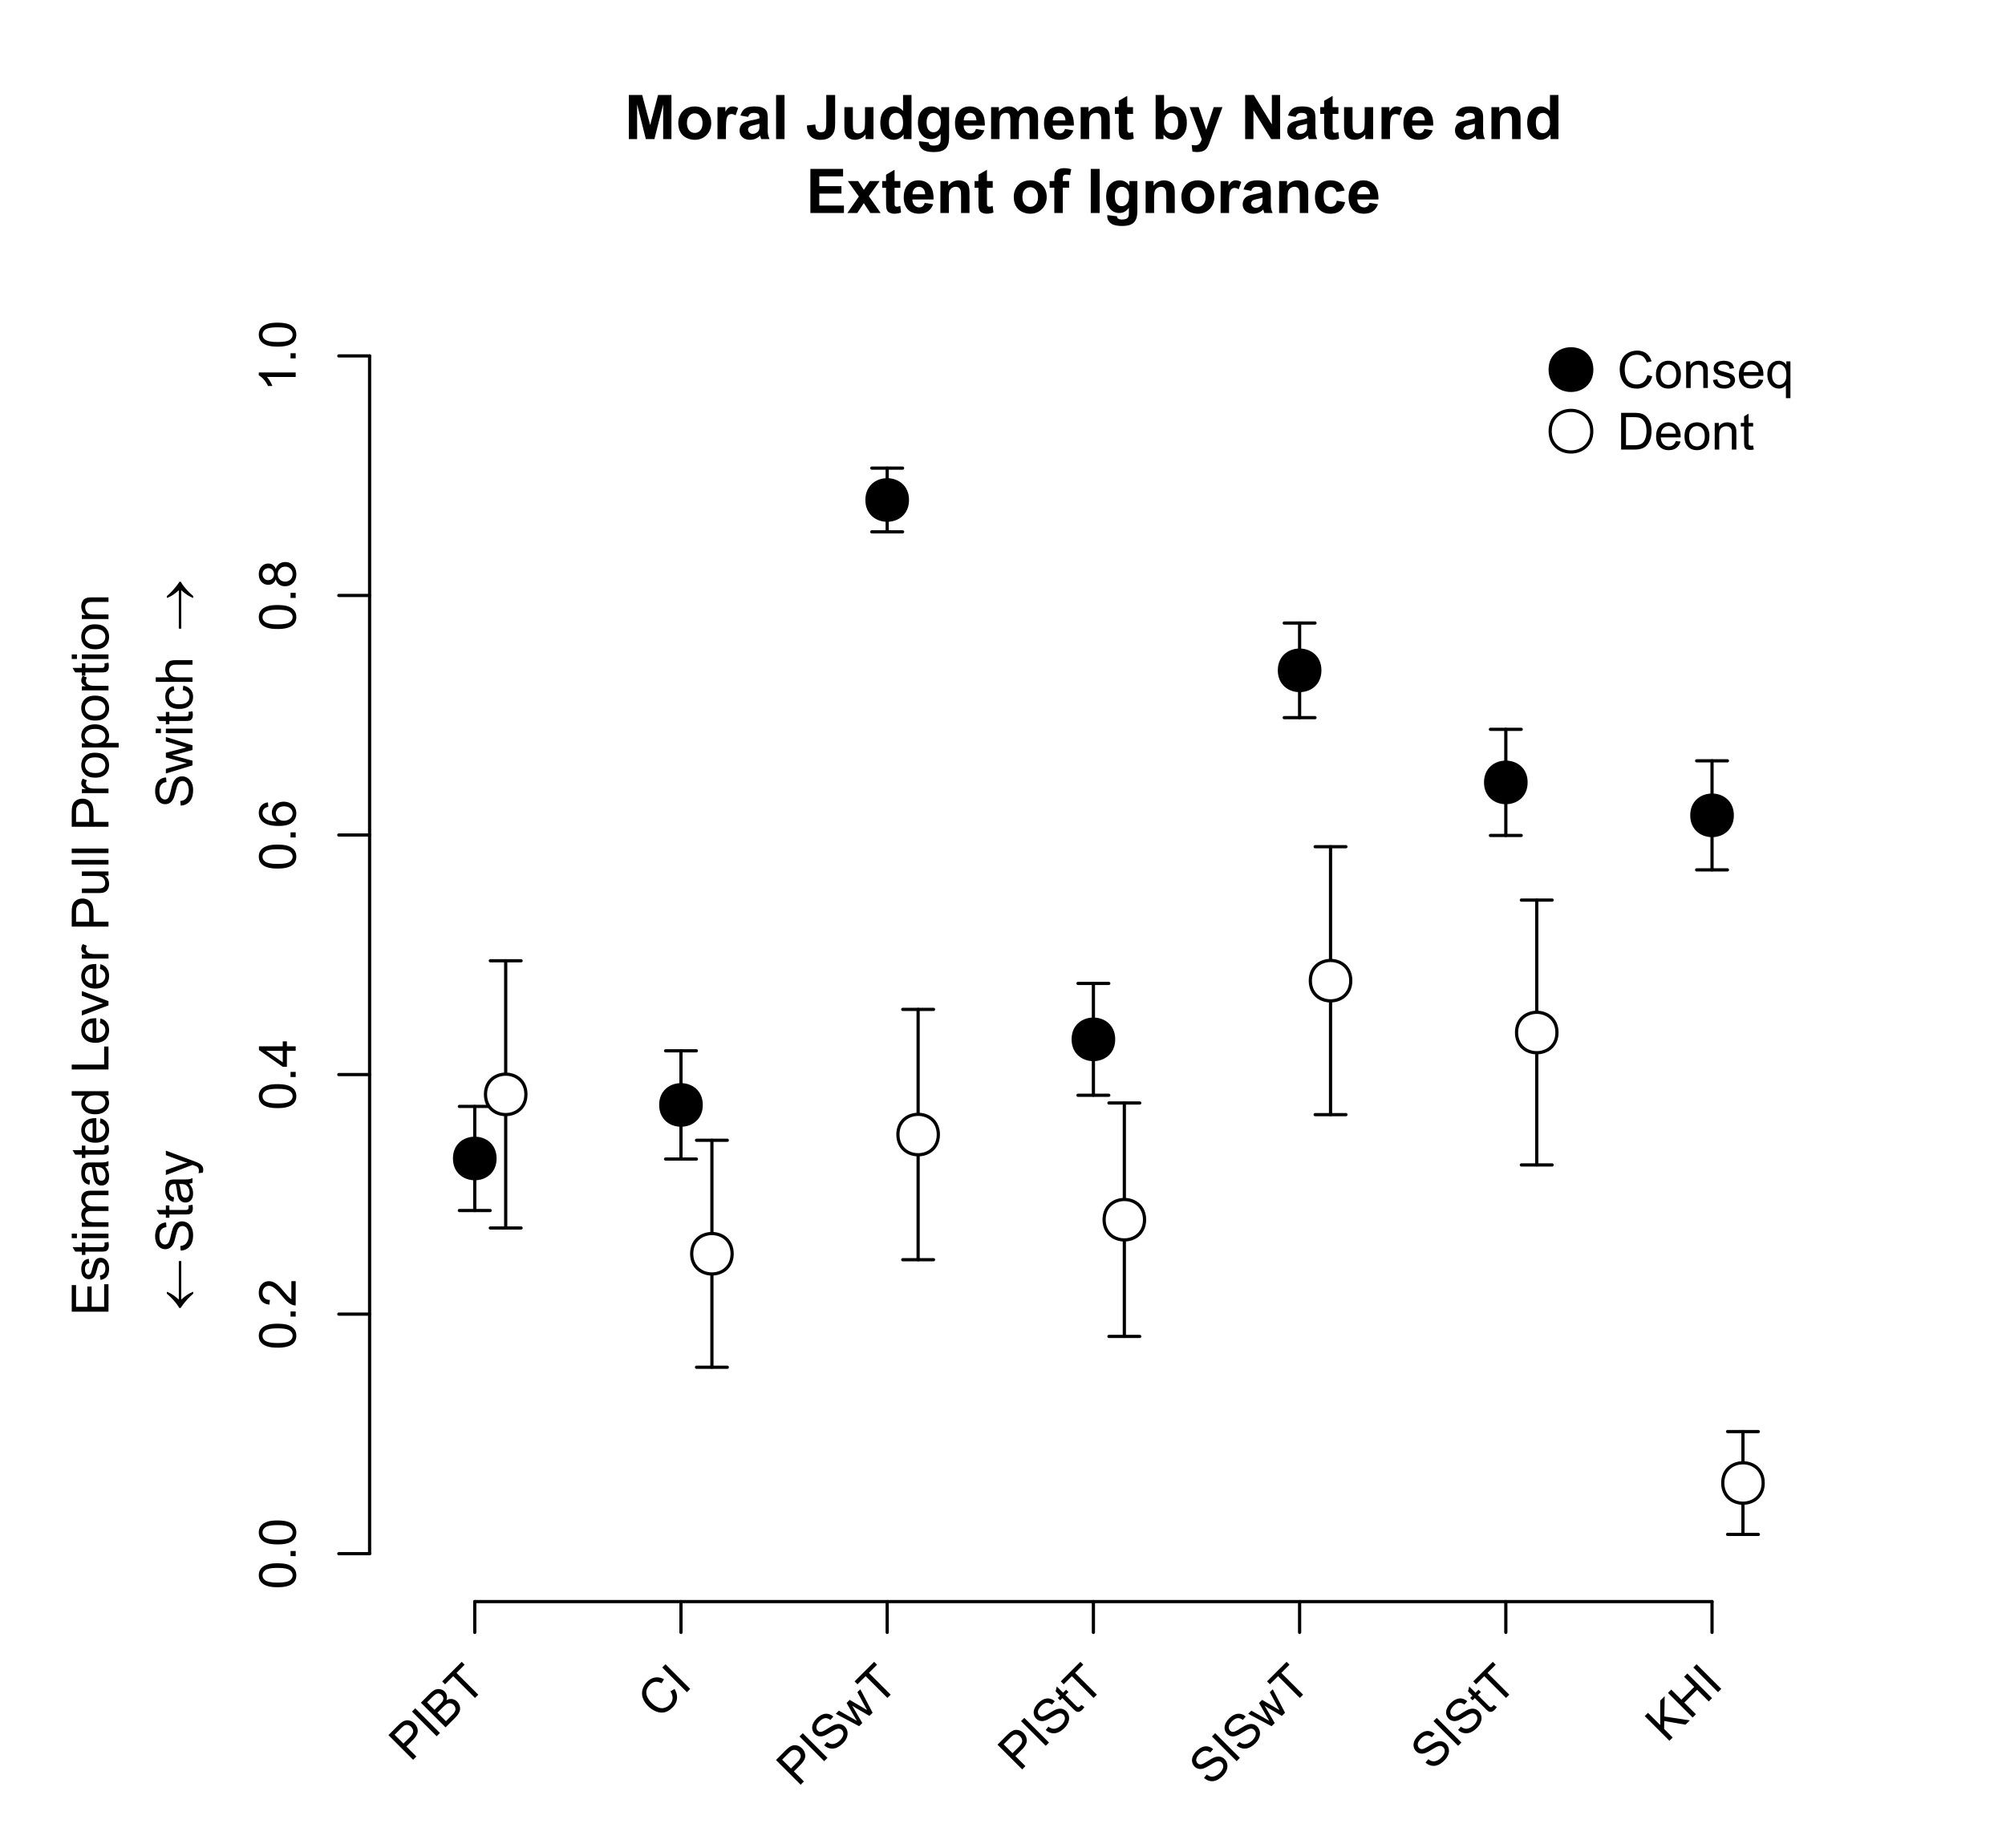 Moral Judgement by Nature and
Extent of Ignorance
Conseq
Deont
Estimated Lever Pull Proportion
← Stay
Switch →
1.0
0.8
0.6
0.4
0.2
0.0
PIBT
CI
PISwT
PIStT
SISwT
SIStT
KHI